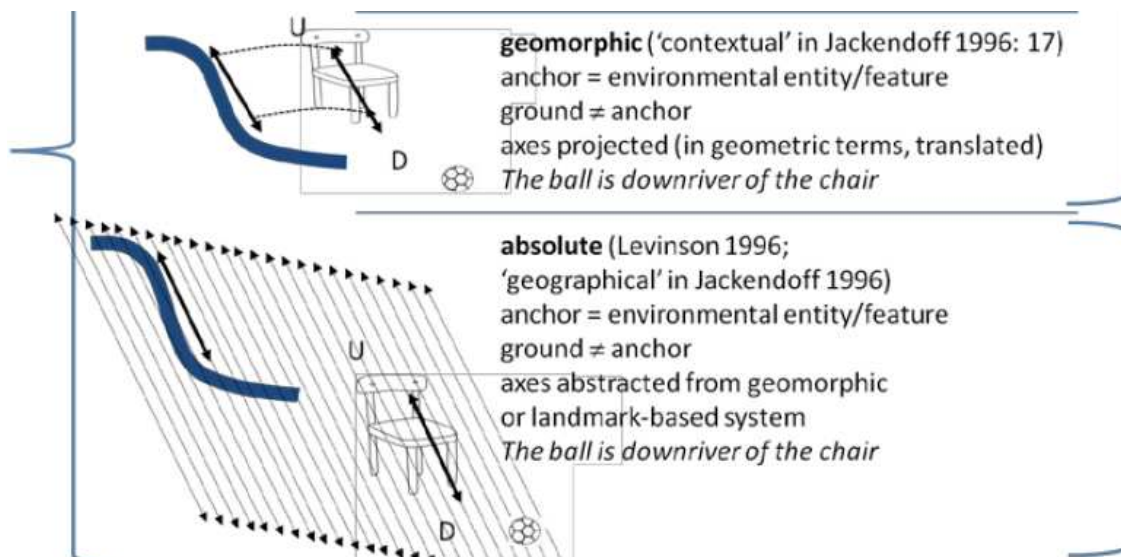 U
D
geomorphic (‘contextual’ in Jackendoff 1996: 17)
anchor = environmental entity/feature
ground ≠ anchor
axes projected (in geometric terms, translated)
The ball is downriver of the chair
U
D
absolute (Levinson 1996;
‘geographical’ in Jackendoff 1996)
anchor = environmental entity/feature
ground ≠ anchor
axes abstracted from geomorphic
or landmark-based system
The ball is downriver of the chair